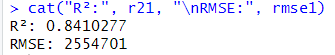 > cat("R²:", r21, "\nRMSE:", rmse1)
R²: 0.8410277
RMSE: 2554701